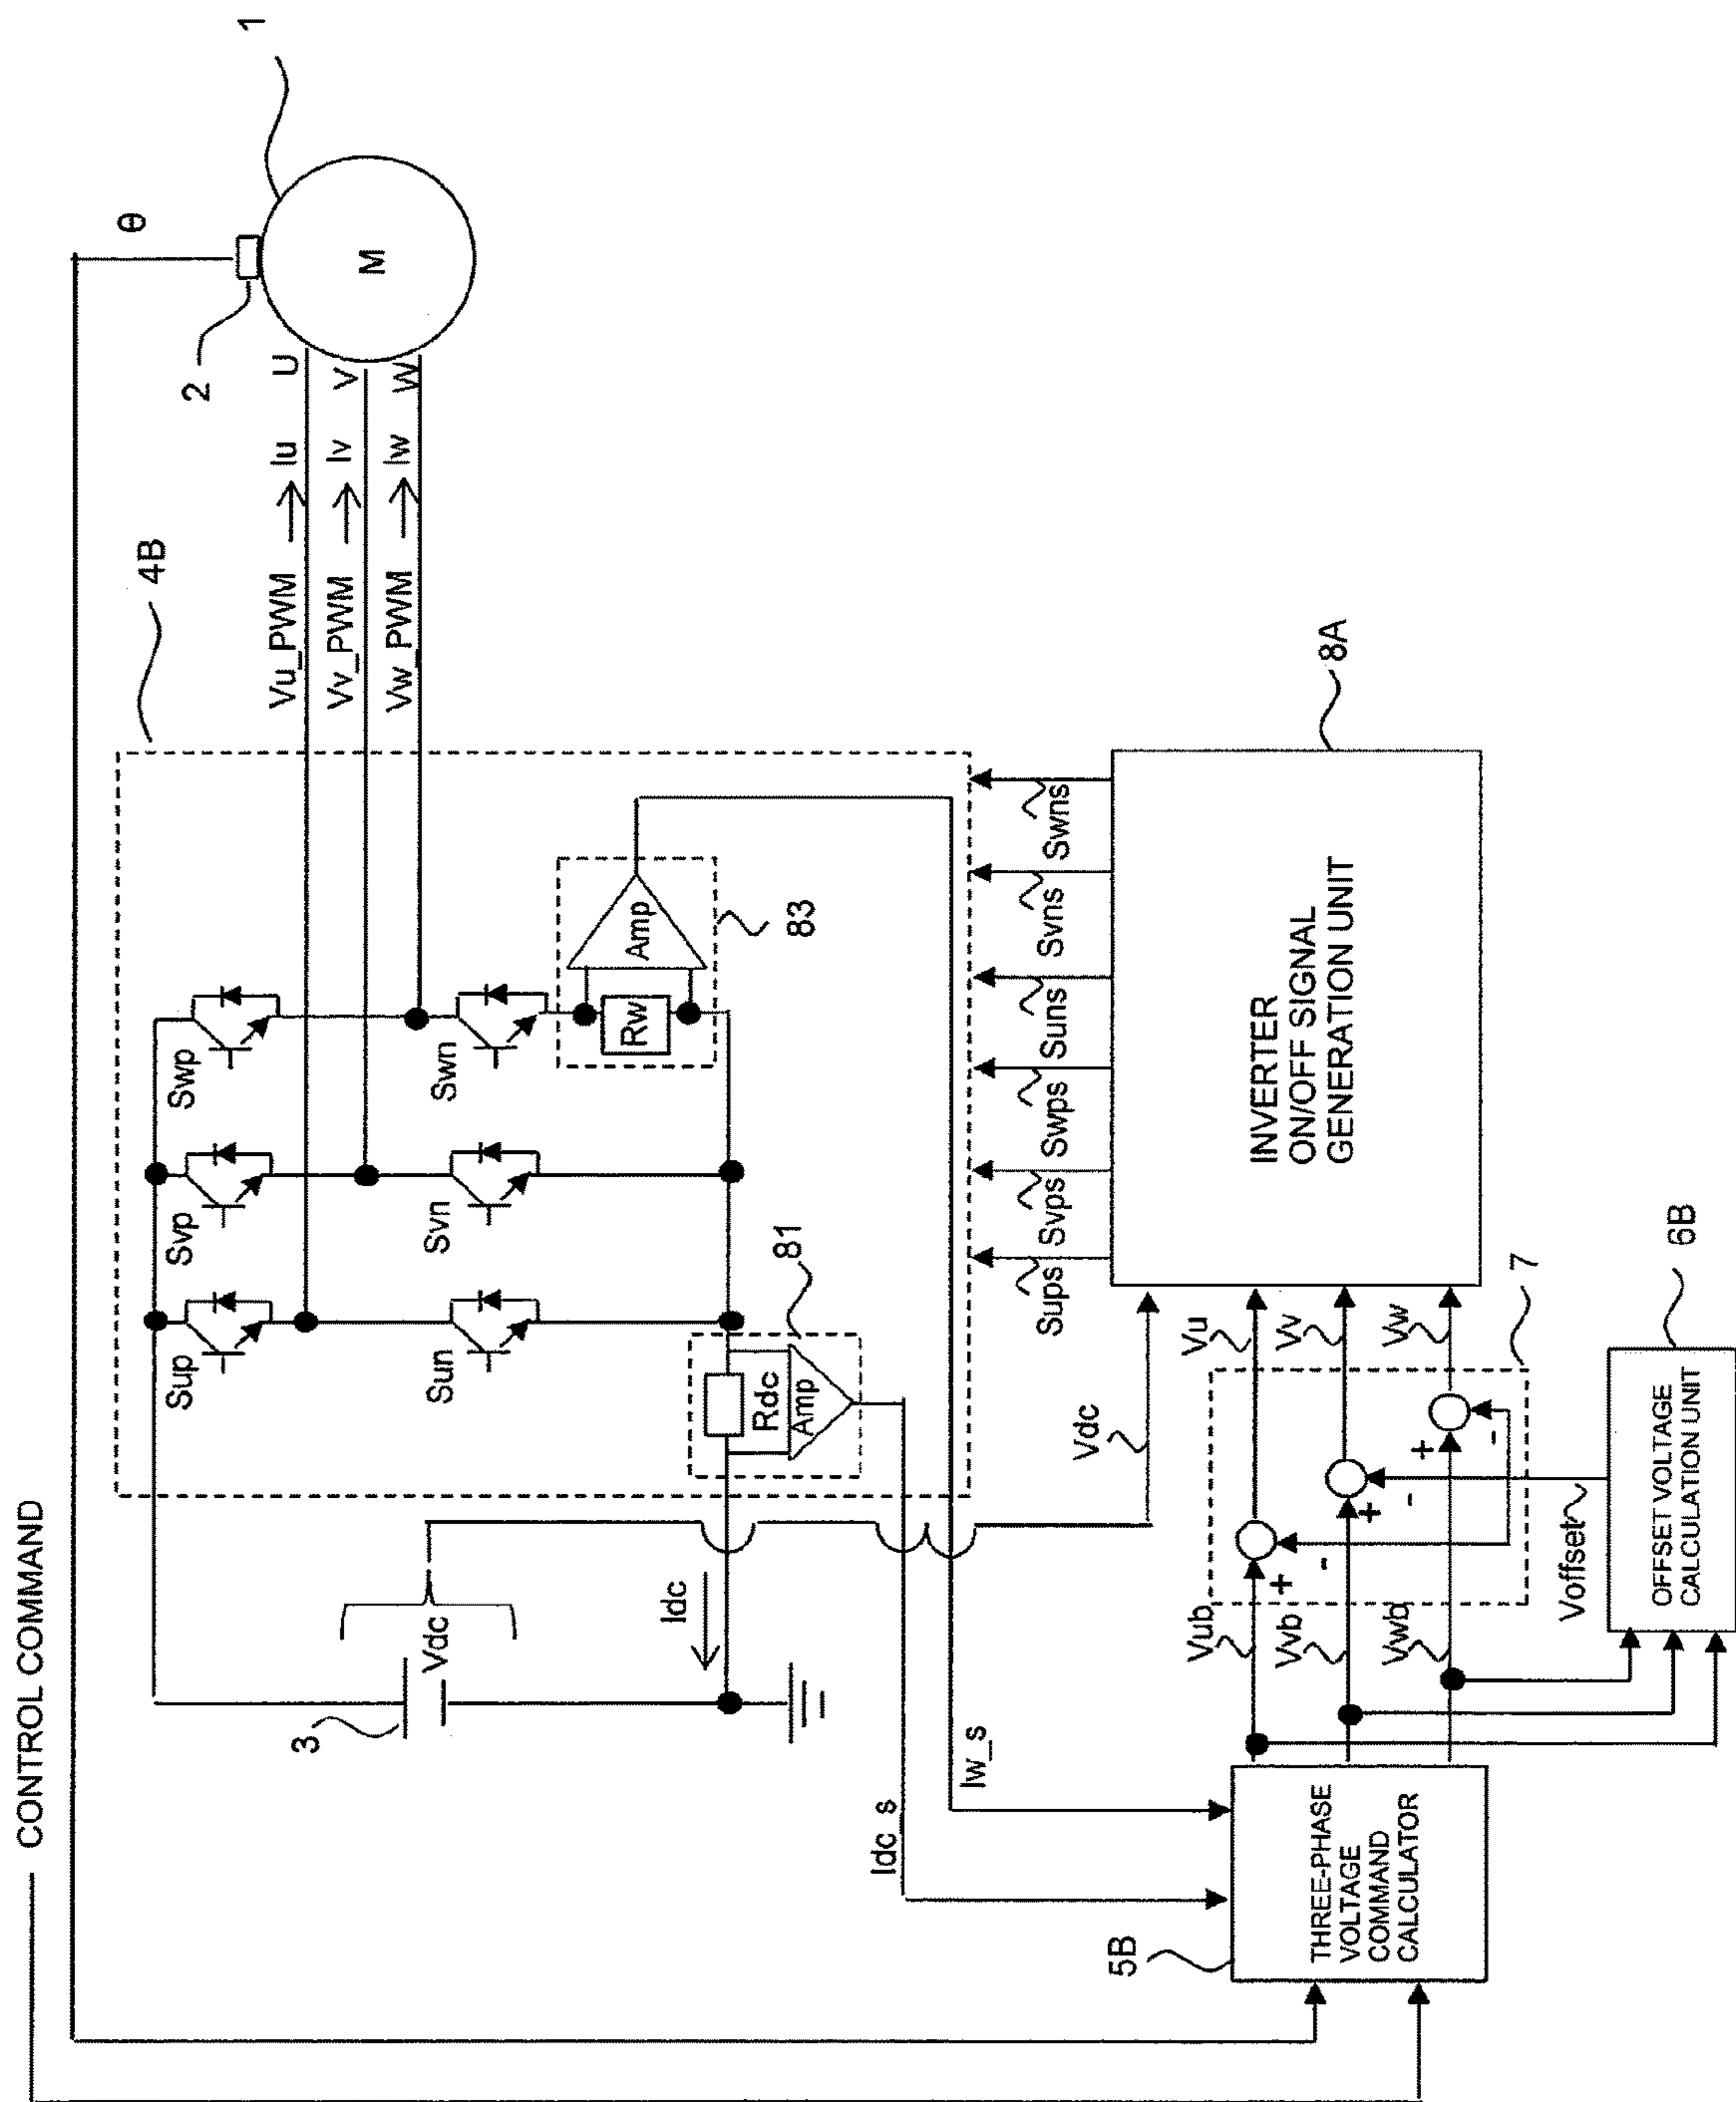 CONTROL COMMAND
θ
1
2
M
U
V
W
Iu
Iv
Iw
Vu_PWM
Vv_PWM
Vw_PWM
4B
Sup
Svp
Swp
Sun
Svn
Swn
Rw
Amp
83
Rdc
Amp
81
3
Vdc
Idc
Vdc
Idc_s
Iw_s
Sups
Svps
Swps
Suns
Svns
Swns
INVERTER
ON/OFF SIGNAL
GENERATION UNIT
8A
THREE-PHASE
VOLTAGE
COMMAND
CALCULATOR
5B
Vub
Vvb
Vwb
+
-
+
-
+
-
Vu
Vv
Vw
7
Voffset
OFFSET VOLTAGE
CALCULATION UNIT
6B